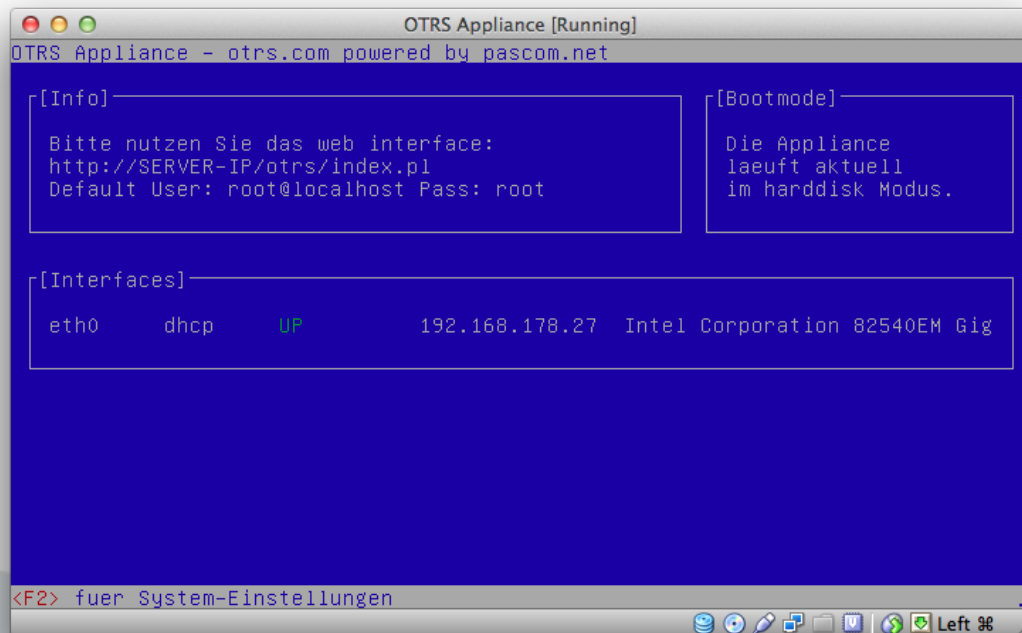 OTRS Appliance [Running]
OTRS Appliance - otrs.com powered by pascom.net
[Info]
Bitte nutzen Sie das web interface:
http://SERVER-IP/otrs/index.pl
Default User: root@localhost Pass: root
[Bootmode]
Die Appliance
laeuft aktuell
im harddisk Modus.
[Interfaces]
eth0 dhcp UP 192.168.178.27 Intel Corporation 82540EM Gig
<F2> fuer System-Einstellungen
Left ⌘